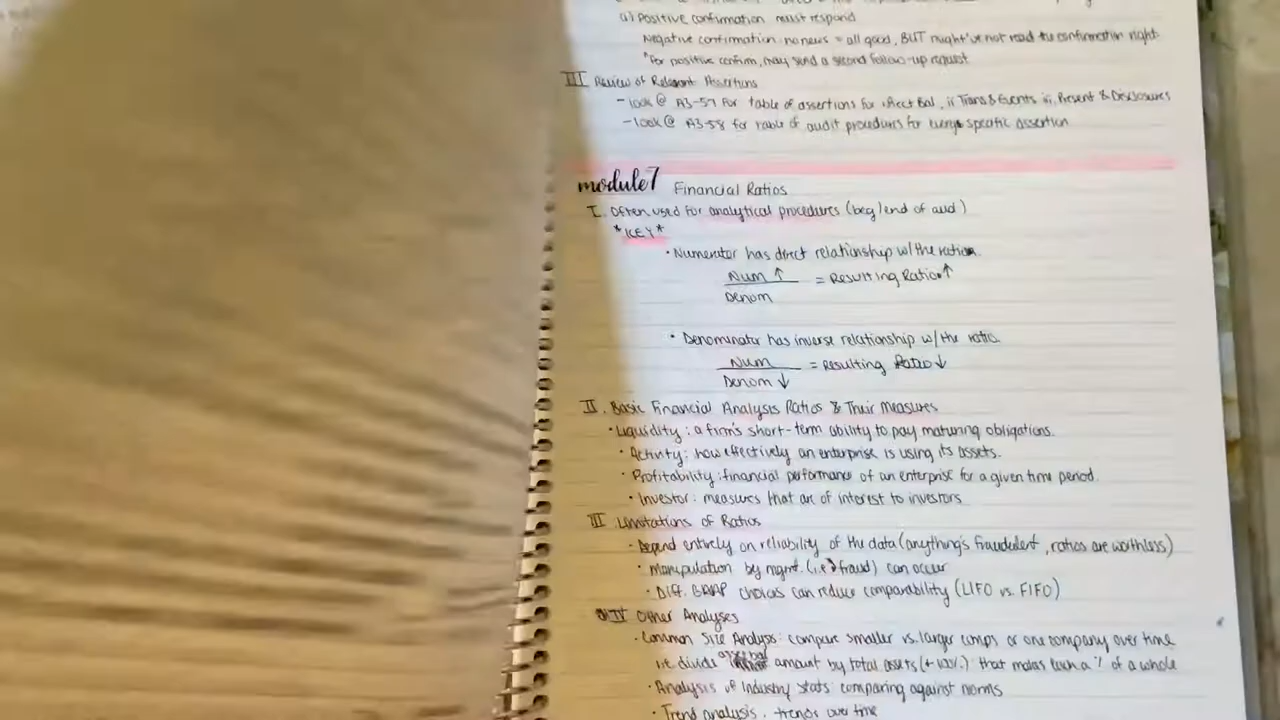 a) Positive confirmation must respond
Negative confirmation no news = all good, BUT might've not read the confirmation right
*for positive confirm, may send a second follow-up request
III Review of Relevant Assertions
- look @ A3-57 for table of assertions for i. Acct Bal, ii Trans & Events iii. Present & Disclosures
- look @ A3-58 for table of audit procedures for every specific assertion
module 7 Financial Ratios
I. Often used for analytical procedures (beg/end of aud)
*KEY*
• Numerator has direct relationship w/ the ratio.
Num ↑ = Resulting Ratio ↑
Denom
• Denominator has inverse relationship w/ the ratio.
Num = Resulting Ratio ↓
Denom ↓
II. Basic Financial Analysis Ratios & Their Measures
• Liquidity: a firm's short-term ability to pay maturing obligations.
• Activity: how effectively an enterprise is using its assets.
• Profitability: financial performance of an enterprise for a given time period.
• Investor: measures that are of interest to investors
III Limitations of Ratios
• Depend entirely on reliability of the data (anything's fraudulent, ratios are worthless)
• Manipulation by mgmt. (i.e. fraud) can occur
• Diff. GAAP choices can reduce comparability (LIFO vs. FIFO)
IV Other Analyses
• Common Size Analysis: compare smaller vs. larger comps or one company over time
i.e. divide amount by total assets that makes each a % of a whole
• Analysis of Industry Stats: comparing against norms
• Trend analysis: trends over time